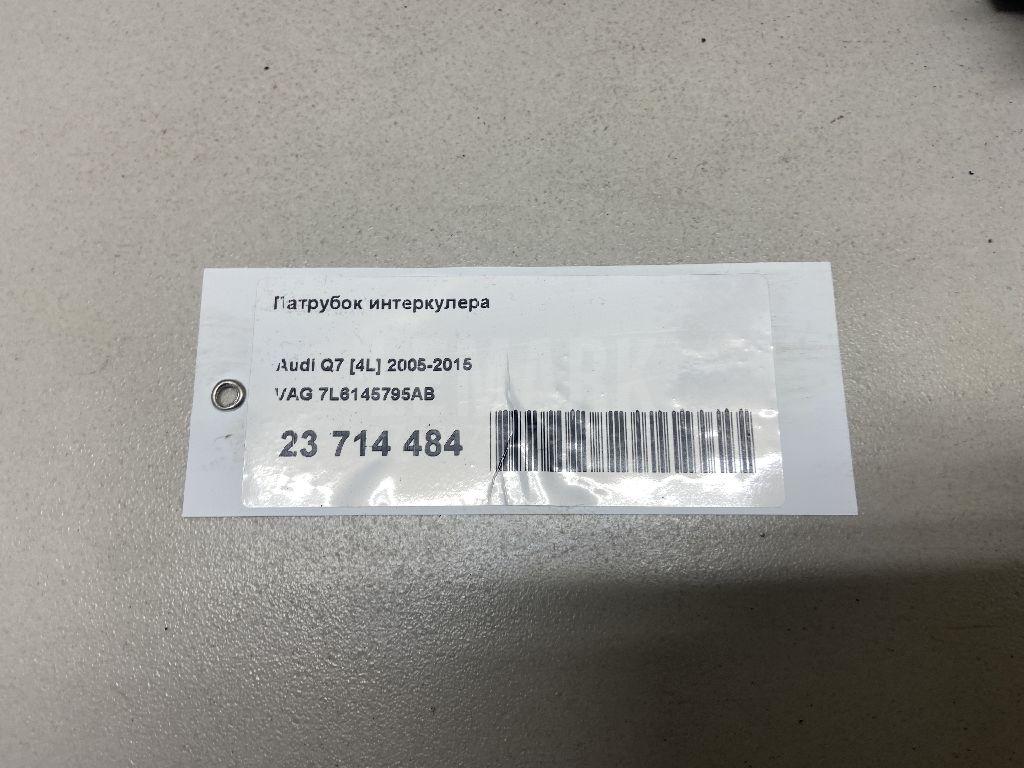 Патрубок интеркулера
Audi Q7 [4L] 2005-2015
VAG 7L6145795AB
23 714 484